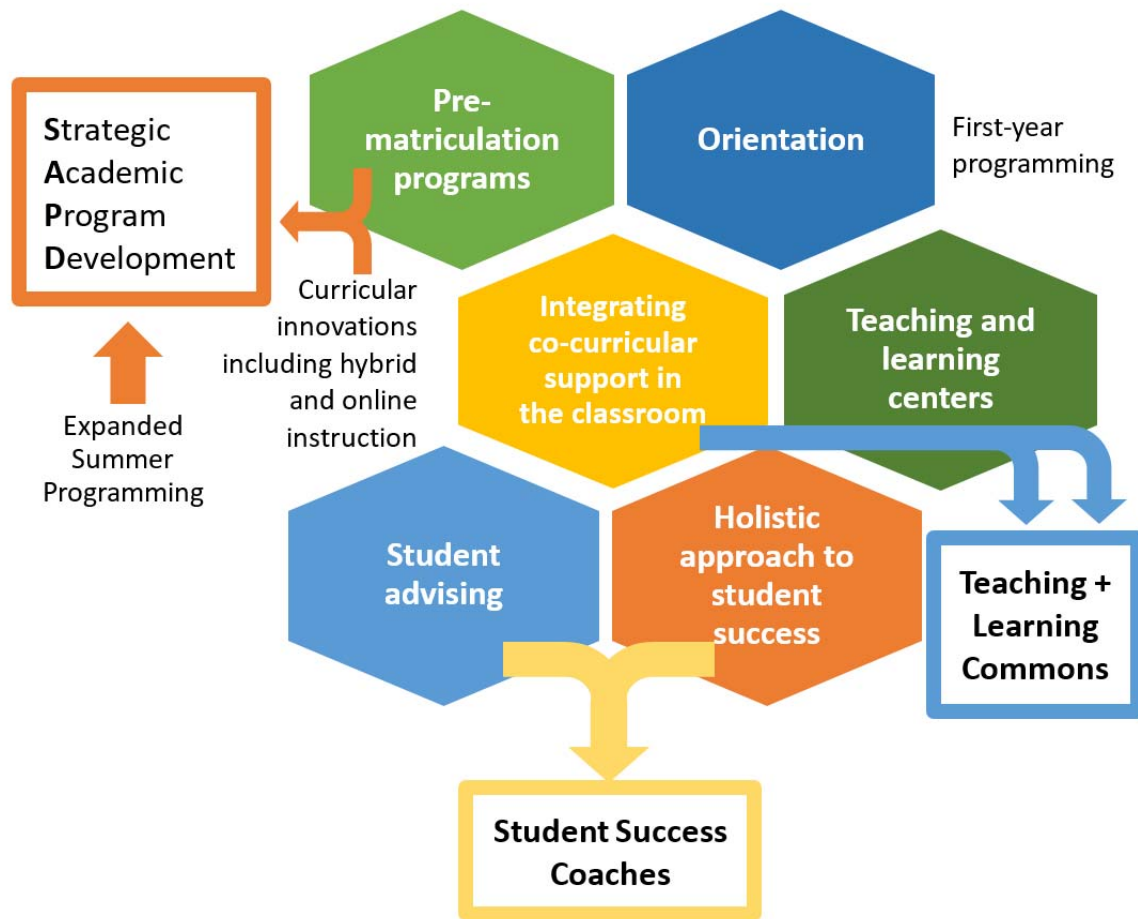 Strategic
Academic
Program
Development
Pre-
matriculation
programs
Orientation
First-year
programming
Curricular
innovations
including hybrid
and online
instruction
Integrating
co-curricular
support in
the classroom
Teaching and
learning
centers
Expanded
Summer
Programming
Student
advising
Holistic
approach to
student
success
Teaching +
Learning
Commons
Student Success
Coaches